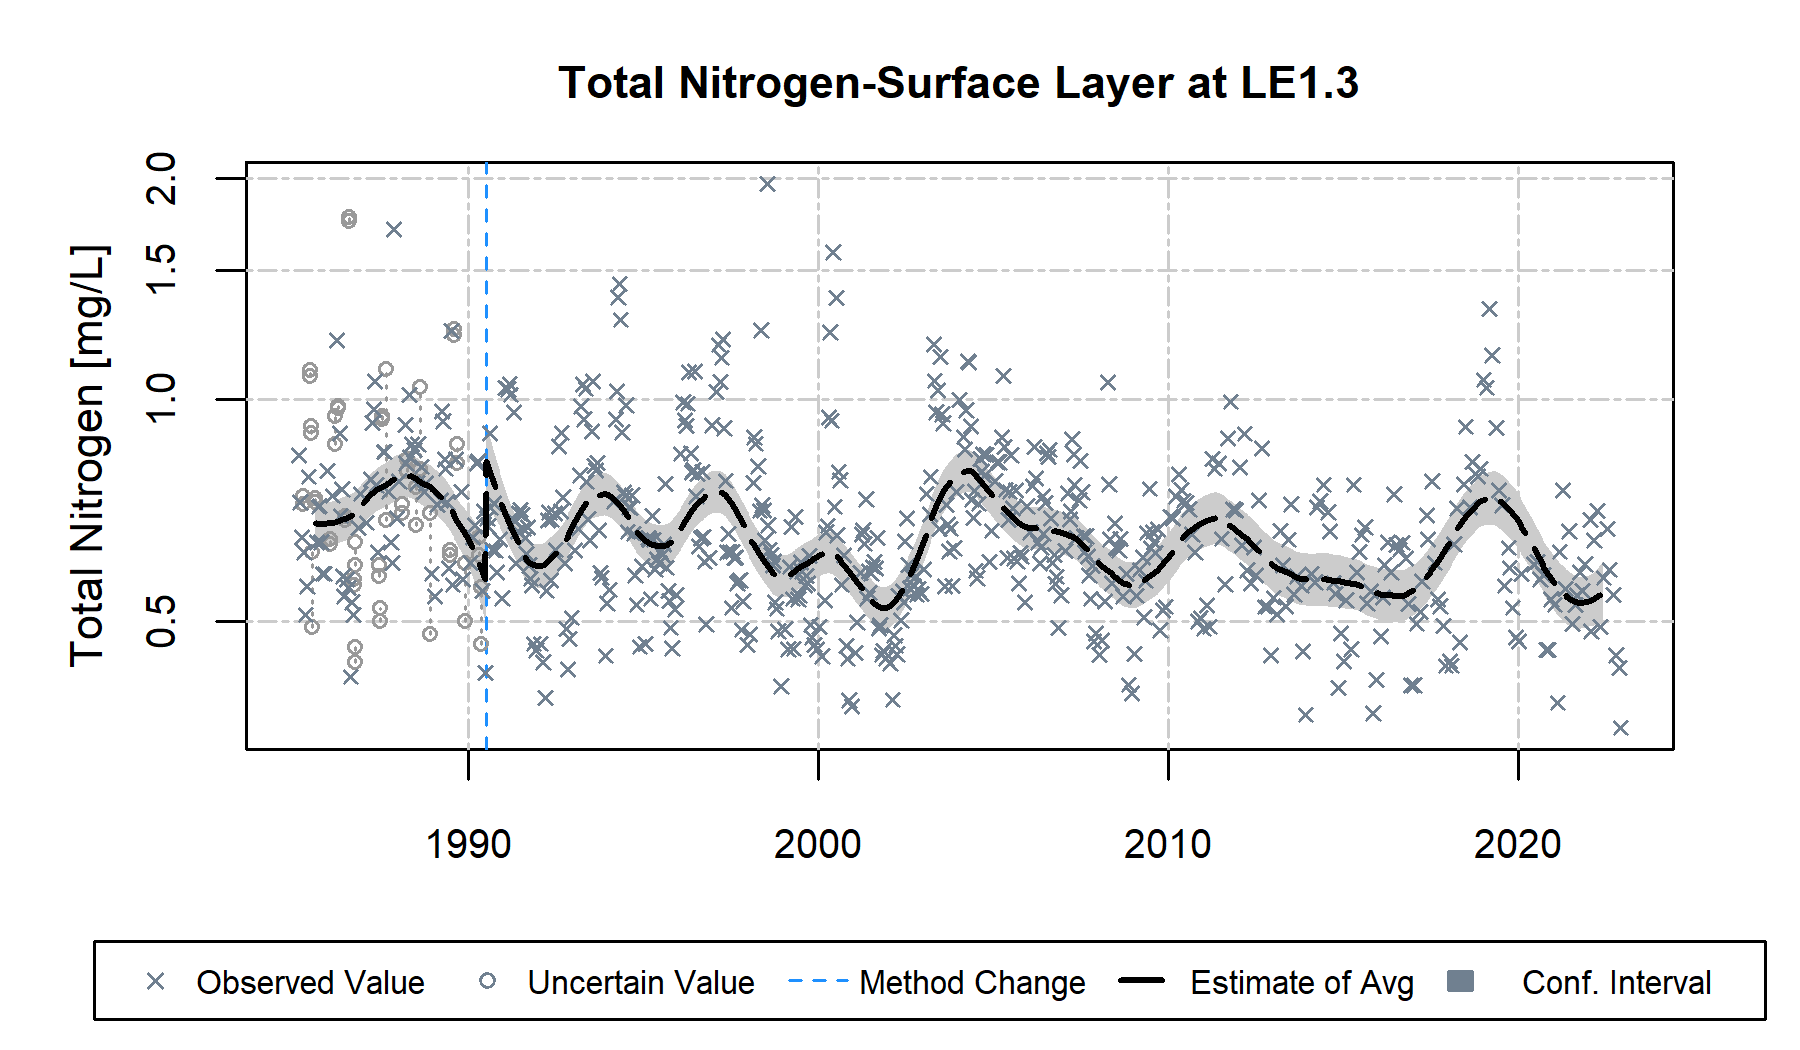 Total Nitrogen-Surface Layer at LE1.3
Total Nitrogen [mg/L]
2.0
1.5
1.0
0.5
1990 2000 2010 2020
Observed Value Uncertain Value Method Change Estimate of Avg Conf. Interval